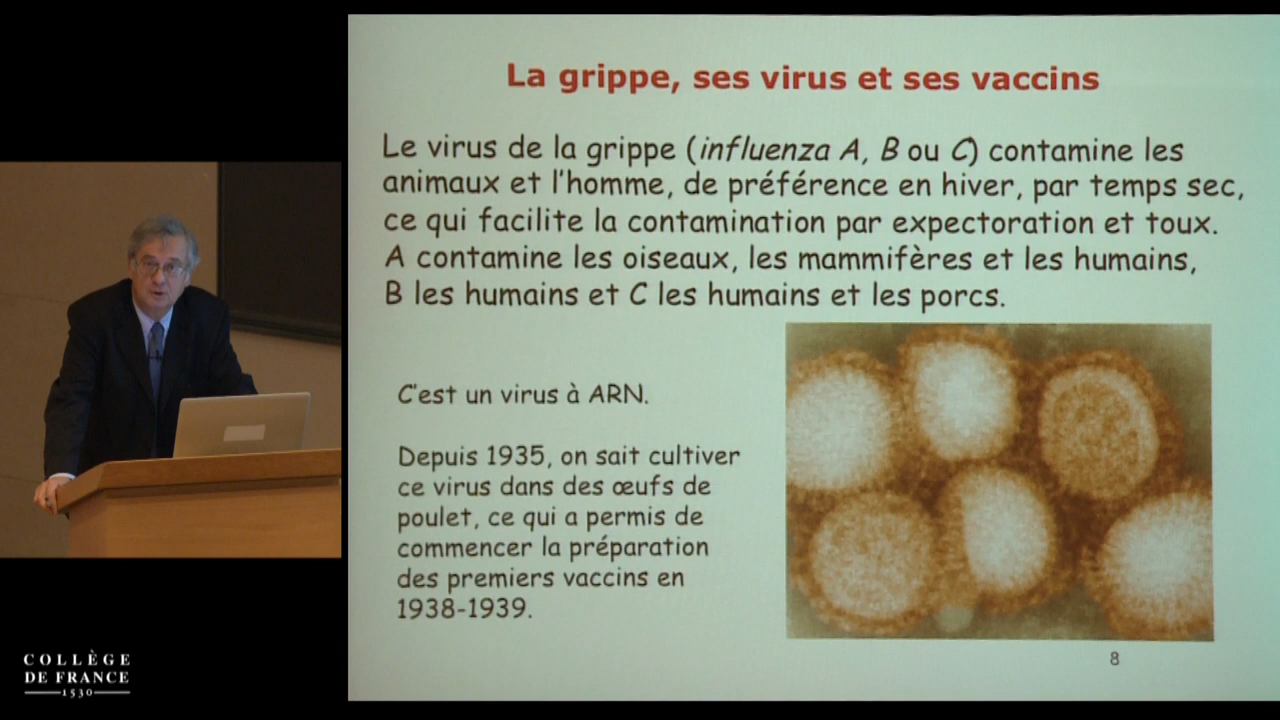 La grippe, ses virus et ses vaccins
Le virus de la grippe (influenza A, B ou C) contamine les
animaux et l'homme, de préférence en hiver, par temps sec,
ce qui facilite la contamination par expectoration et toux.
A contamine les oiseaux, les mammifères et les humains,
B les humains et C les humains et les porcs.
C'est un virus à ARN.
Depuis 1935, on sait cultiver
ce virus dans des œufs de
poulet, ce qui a permis de
commencer la préparation
des premiers vaccins en
1938-1939.
8
COLLÈGE
DE FRANCE
1530